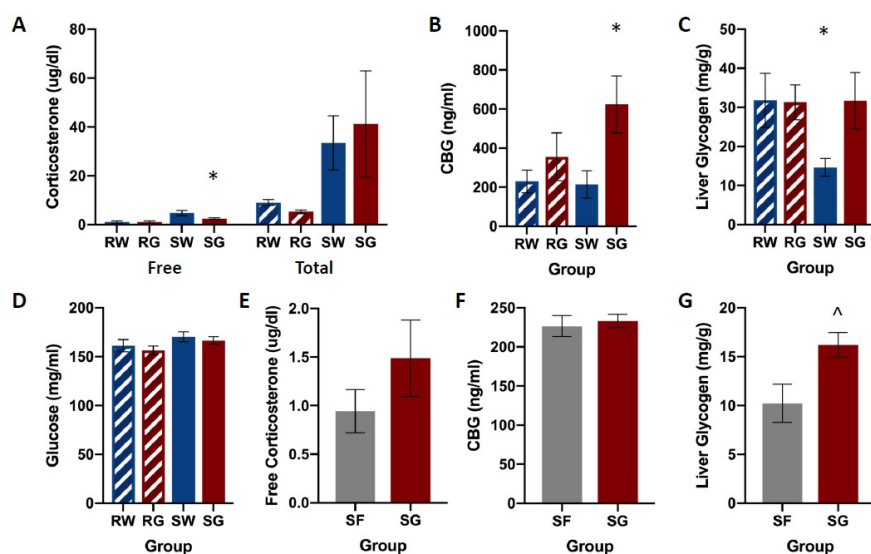 A
Corticosterone (ug/dl)
80
60
40
20
0
*
RW RG SW SG RW RG SW SG
Free Total
B
CBG (ng/ml)
1000
800
600
400
200
0
*
RW RG SW SG
Group
C
Liver Glycogen (mg/g)
50
40
30
20
10
0
*
RW RG SW SG
Group
D
Glucose (mg/ml)
200
150
100
50
0
RW RG SW SG
Group
E
Free Corticosterone (ug/dl)
2.0
1.5
1.0
0.5
0.0
SF SG
Group
F
CBG (ng/ml)
250
200
150
100
50
0
SF SG
Group
G
Liver Glycogen (mg/g)
20
15
10
5
0
^
SF SG
Group